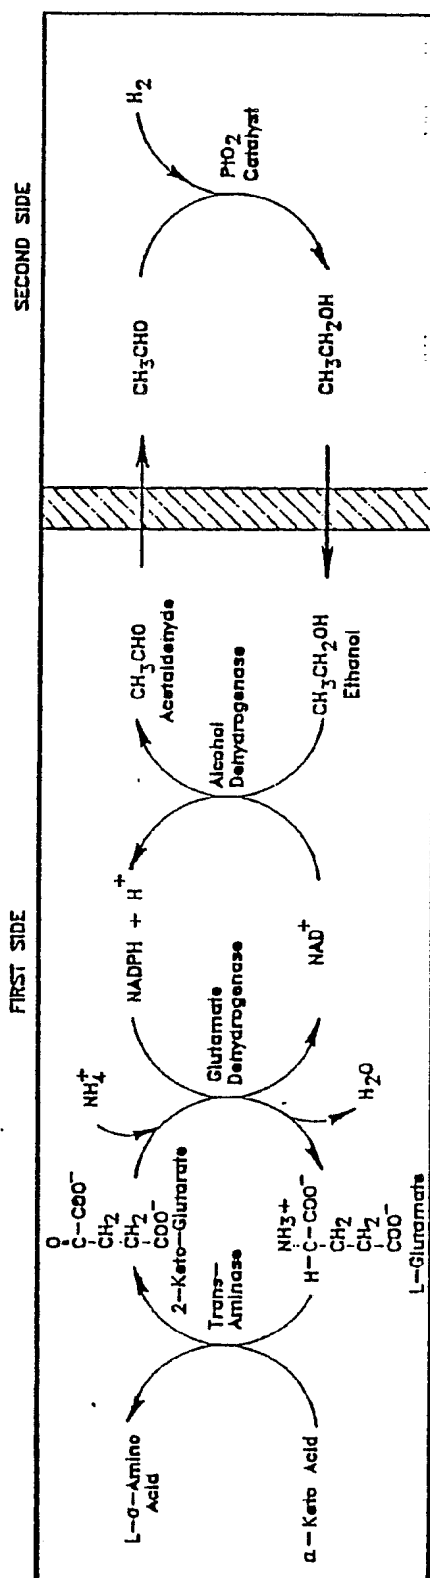 FIRST SIDE
SECOND SIDE
L-α-Amino
Acid
α-Keto Acid
Trans-
Aminase
O
C-COO-
CH2
CH2
COO-
2-Keto-Glutarate
NH3+
H-C-COO-
CH2
CH2
COO-
L-Glutamate
NH4+
H2O
Glutamate
Dehydrogenase
NADPH + H+
NAD+
Alcohol
Dehydrogenase
CH3CHO
Acetaldenyde
CH3CH2OH
Ethanol
CH3CHO
CH3CH2OH
H2
PtO2
Catalyst